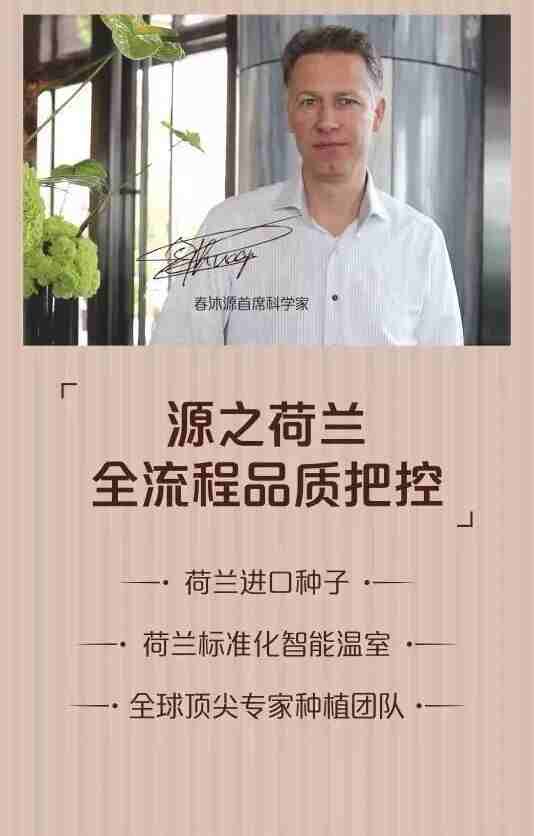 春沐源首席科学家
源之荷兰
全流程品质把控
荷兰进口种子
荷兰标准化智能温室
全球顶尖专家种植团队